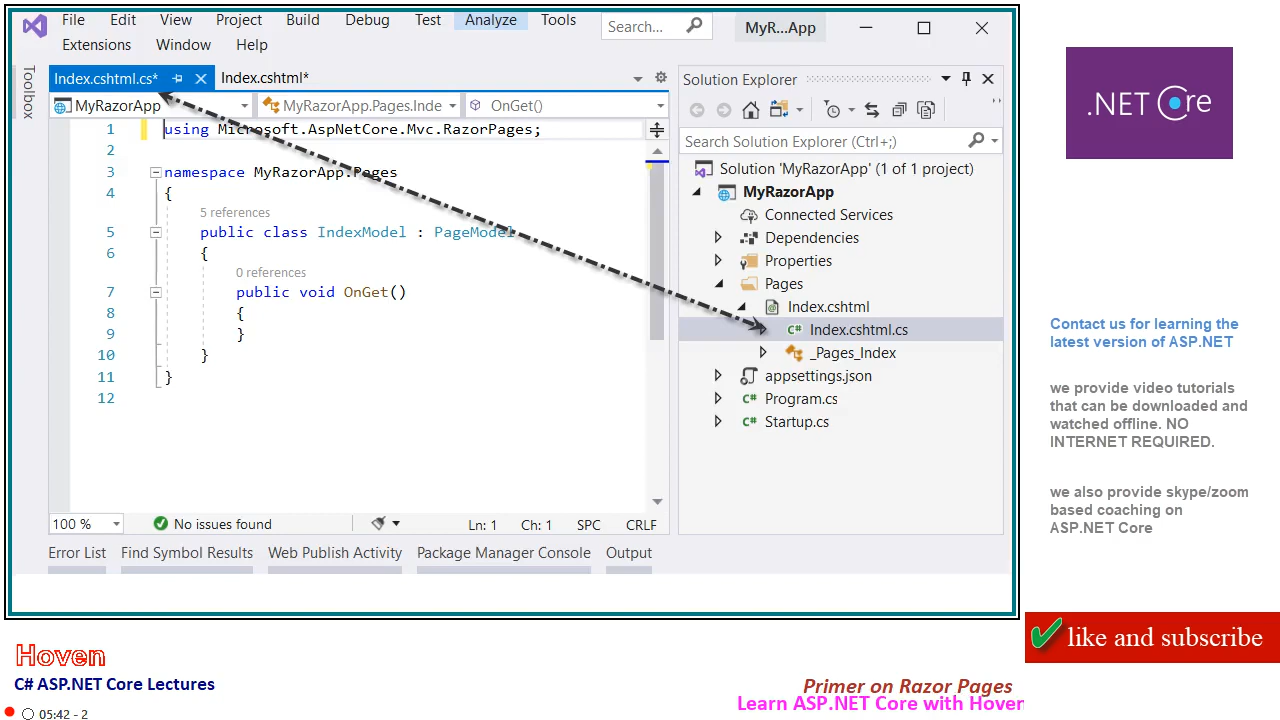 File Edit View Project Build Debug Test Analyze Tools Search... MyR...App
Extensions Window Help
Toolbox
Index.cshtml.cs* Index.cshtml*
MyRazorApp MyRazorApp.Pages.Inde OnGet()
1 using Microsoft.AspNetCore.Mvc.RazorPages;
2
3 namespace MyRazorApp.Pages
4 {
5 references
5 public class IndexModel : PageModel
6 {
0 references
7 public void OnGet()
8 {
9 }
10 }
11 }
12
100 % No issues found Ln: 1 Ch: 1 SPC CRLF
Error List Find Symbol Results Web Publish Activity Package Manager Console Output
Solution Explorer
Search Solution Explorer (Ctrl+;)
Solution 'MyRazorApp' (1 of 1 project)
MyRazorApp
Connected Services
Dependencies
Properties
Pages
Index.cshtml
C# Index.cshtml.cs
_Pages_Index
appsettings.json
C# Program.cs
C# Startup.cs
.NET Core
Contact us for learning the
latest version of ASP.NET
we provide video tutorials
that can be downloaded and
watched offline. NO
INTERNET REQUIRED.
we also provide skype/zoom
based coaching on
ASP.NET Core
like and subscribe
Hoven
C# ASP.NET Core Lectures
05:42 - 2
Primer on Razor Pages
Learn ASP.NET Core with Hoven